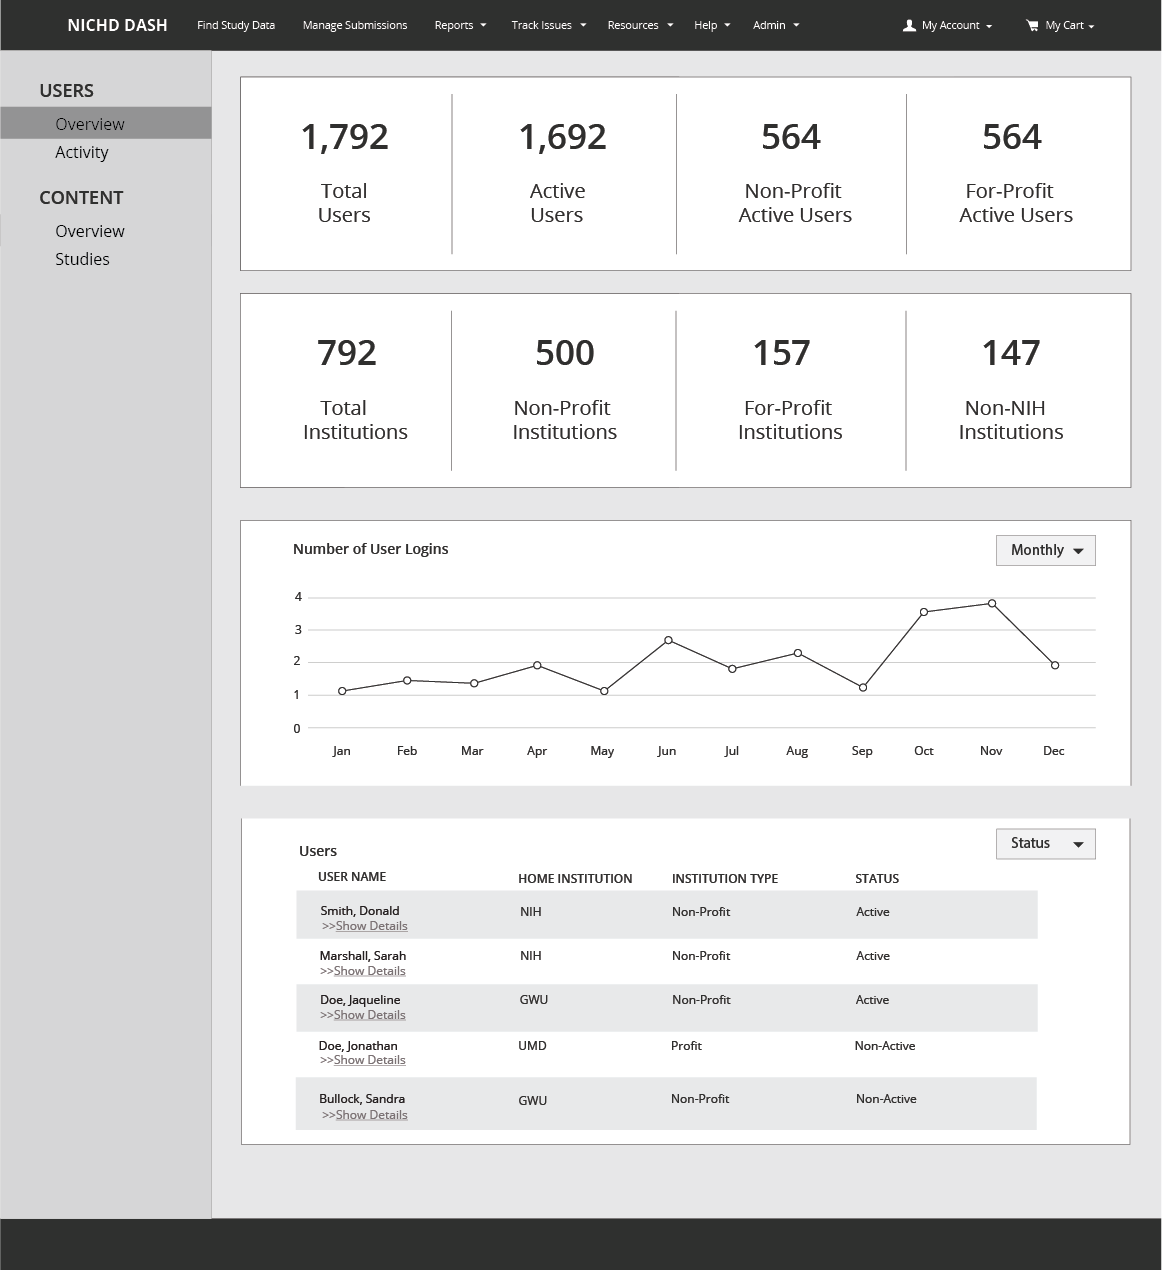 NICHD DASH Find Study Data Manage Submissions Reports Track Issues Resources Help Admin My Account My Cart
USERS
Overview
Activity
CONTENT
Overview
Studies
1,792 1,692 564 564
Total Active Non-Profit For-Profit
Users Users Active Users Active Users
792 500 157 147
Total Non-Profit For-Profit Non-NIH
Institutions Institutions Institutions Institutions
Number of User Logins Monthly
4
3
2
1
0
Jan Feb Mar Apr May Jun Jul Aug Sep Oct Nov Dec
Users Status
USER NAME HOME INSTITUTION INSTITUTION TYPE STATUS
Smith, Donald NIH Non-Profit Active
>>Show Details
Marshall, Sarah NIH Non-Profit Active
>>Show Details
Doe, Jaqueline GWU Non-Profit Active
>>Show Details
Doe, Jonathan UMD Profit Non-Active
>>Show Details
Bullock, Sandra GWU Non-Profit Non-Active
>>Show Details